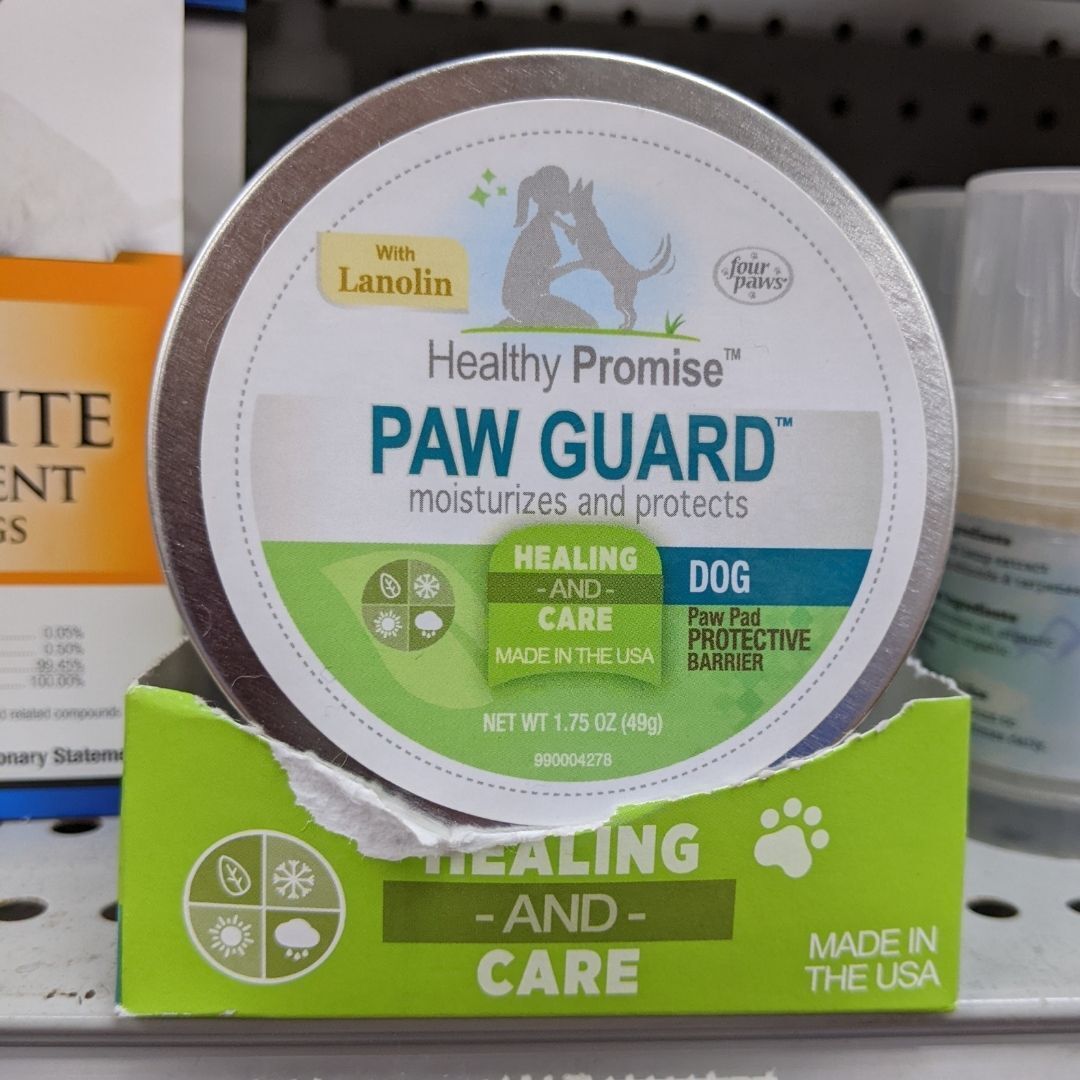 With
Lanolin
four
paws
Healthy Promise™
PAW GUARD™
moisturizes and protects
HEALING
- AND -
CARE
MADE IN THE USA
DOG
Paw Pad
PROTECTIVE
BARRIER
NET WT 1.75 OZ (49g)
990004278
HEALING
- AND -
CARE
MADE IN
THE USA
ITE
ENT
GS
0.05%
0.50%
99.45%
100.00%
related compounds
onary Stateme